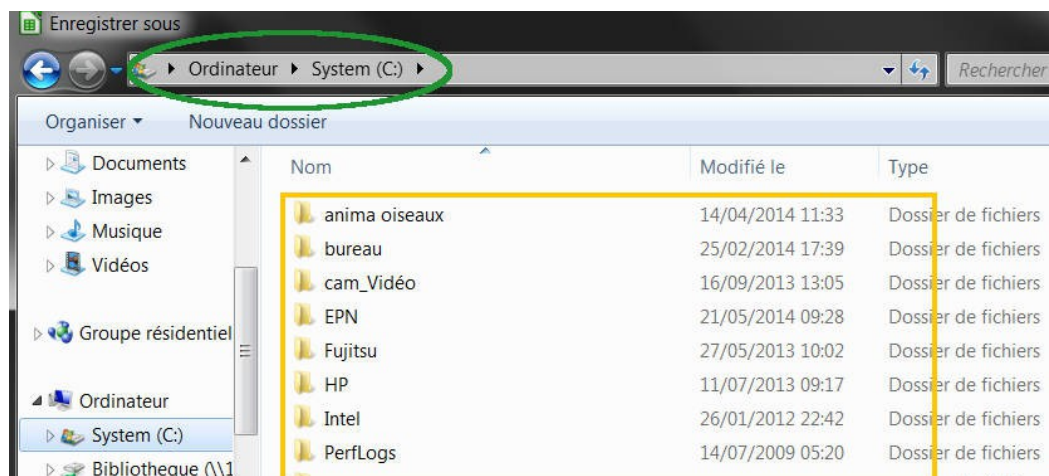 Enregistrer sous
Ordinateur System (C:) Rechercher
Organiser Nouveau dossier
Nom Modifié le Type
Documents
Images
Musique
Vidéos
Groupe résidentiel
Ordinateur
System (C:)
Bibliotheque (\\1
anima oiseaux 14/04/2014 11:33 Dossier de fichiers
bureau 25/02/2014 17:39 Dossier de fichiers
cam_Vidéo 16/09/2013 13:05 Dossier de fichiers
EPN 21/05/2014 09:28 Dossier de fichiers
Fujitsu 27/05/2013 10:02 Dossier de fichiers
HP 11/07/2013 09:17 Dossier de fichiers
Intel 26/01/2012 22:42 Dossier de fichiers
PerfLogs 14/07/2009 05:20 Dossier de fichiers